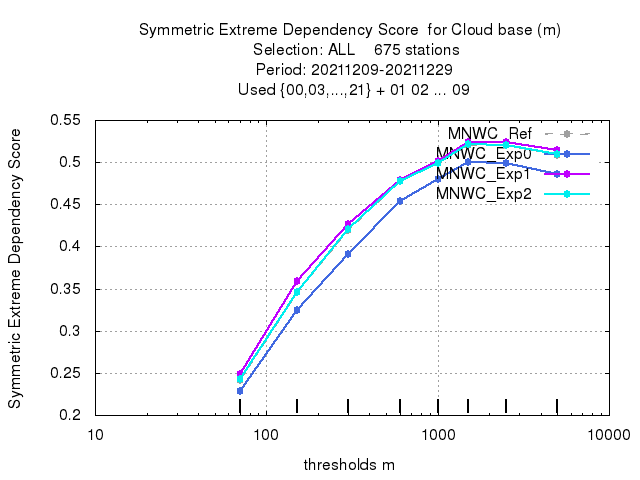 Symmetric Extreme Dependency Score for Cloud base (m)
Selection: ALL 675 stations
Period: 20211209-20211229
Used {00,03,...,21} + 01 02 ... 09
Symmetric Extreme Dependency Score
0.55
0.5
0.45
0.4
0.35
0.3
0.25
0.2
MNWC_Ref
MNWC_Exp0
MNWC_Exp1
MNWC_Exp2
10 100 1000 10000
thresholds m